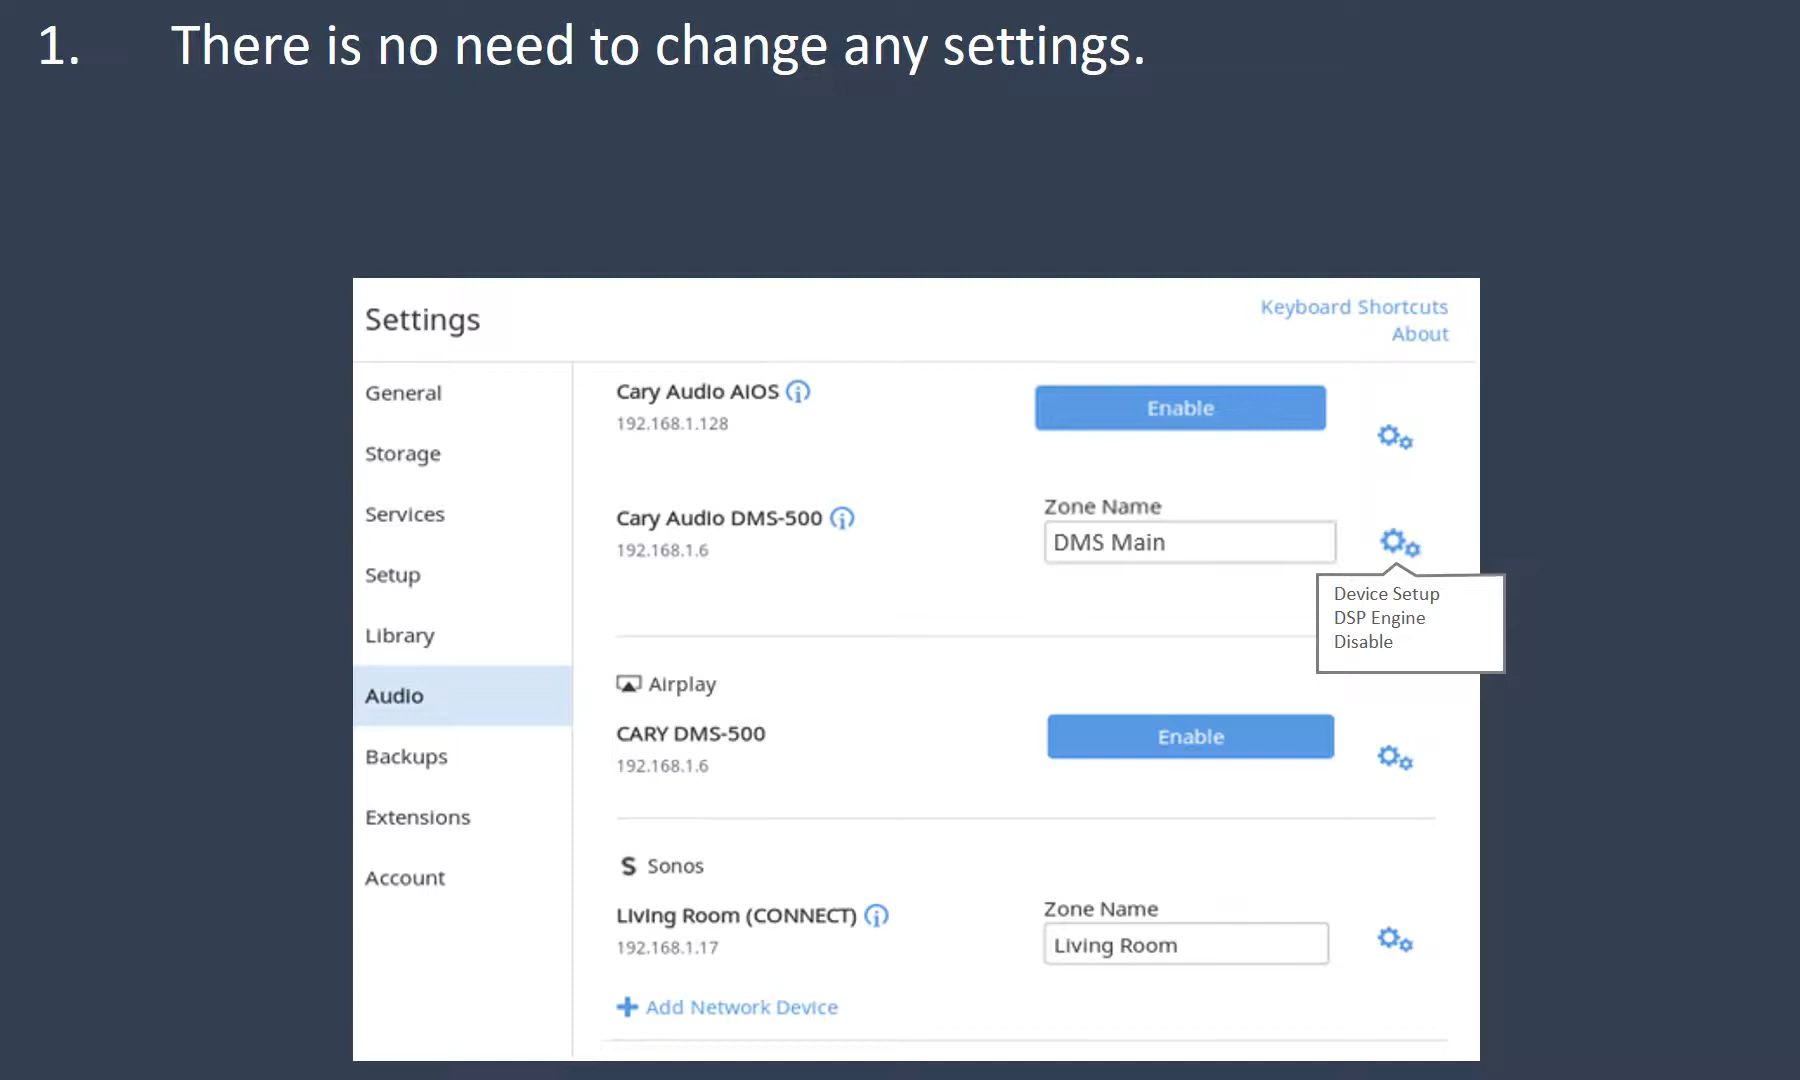 1. There is no need to change any settings.
Settings
Keyboard Shortcuts
About
General
Storage
Services
Setup
Library
Audio
Backups
Extensions
Account
Cary Audio AIOS
192.168.1.128
Enable
Cary Audio DMS-500
192.168.1.6
Zone Name
DMS Main
Device Setup
DSP Engine
Disable
Airplay
CARY DMS-500
192.168.1.6
Enable
S Sonos
Living Room (CONNECT)
192.168.1.17
Zone Name
Living Room
+ Add Network Device